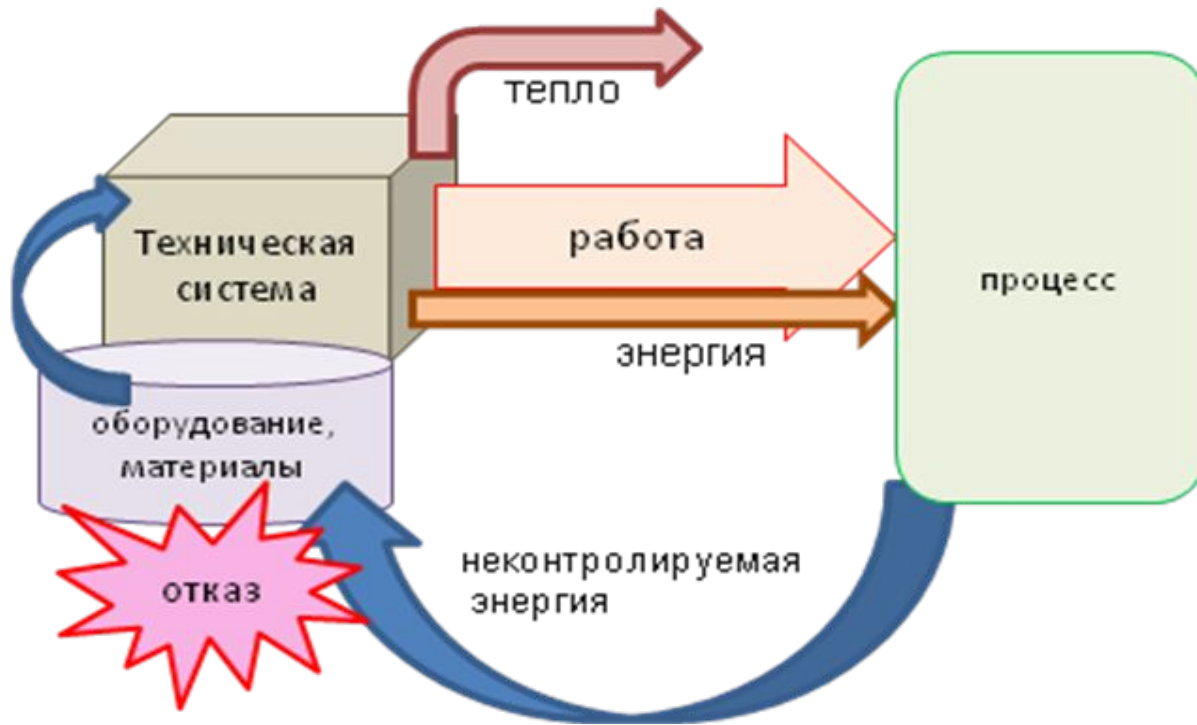 тепло
Техническая
система
работа
процесс
энергия
оборудование,
материалы
неконтролируемая
энергия
отказ